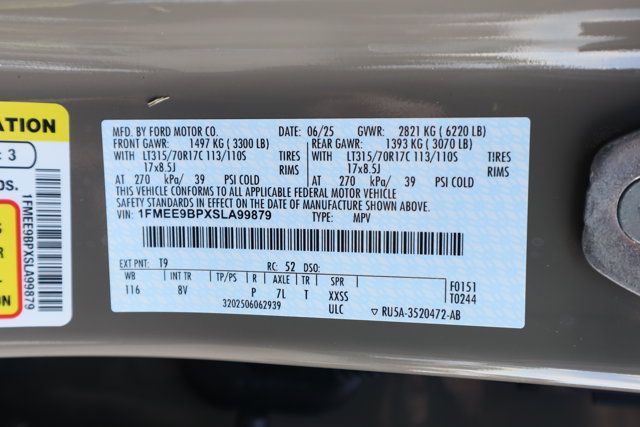 ATION
: 3
bs.
1FMEE9BPXSLA99879
MFD. BY FORD MOTOR CO. DATE: 06/25 GVWR: 2821 KG ( 6220 LB)
FRONT GAWR: 1497 KG ( 3300 LB) REAR GAWR: 1393 KG ( 3070 LB)
WITH LT315/70R17C 113/110S TIRES WITH LT315/70R17C 113/110S TIRES
17x8.5J RIMS 17x8.5J RIMS
AT 270 kPa/ 39 PSI COLD AT 270 kPa/ 39 PSI COLD
THIS VEHICLE CONFORMS TO ALL APPLICABLE FEDERAL MOTOR VEHICLE
SAFETY STANDARDS IN EFFECT ON THE DATE OF MANUFACTURE SHOWN ABOVE.
VIN: 1FMEE9BPXSLA99879 TYPE: MPV
EXT PNT: T9 RC: 52 DSO: F0151
WB INT TR TP/PS R AXLE TR SPR T0244
116 8V P 7L T XXSS
3202506062939 ULC ▽ RU5A-3520472-AB